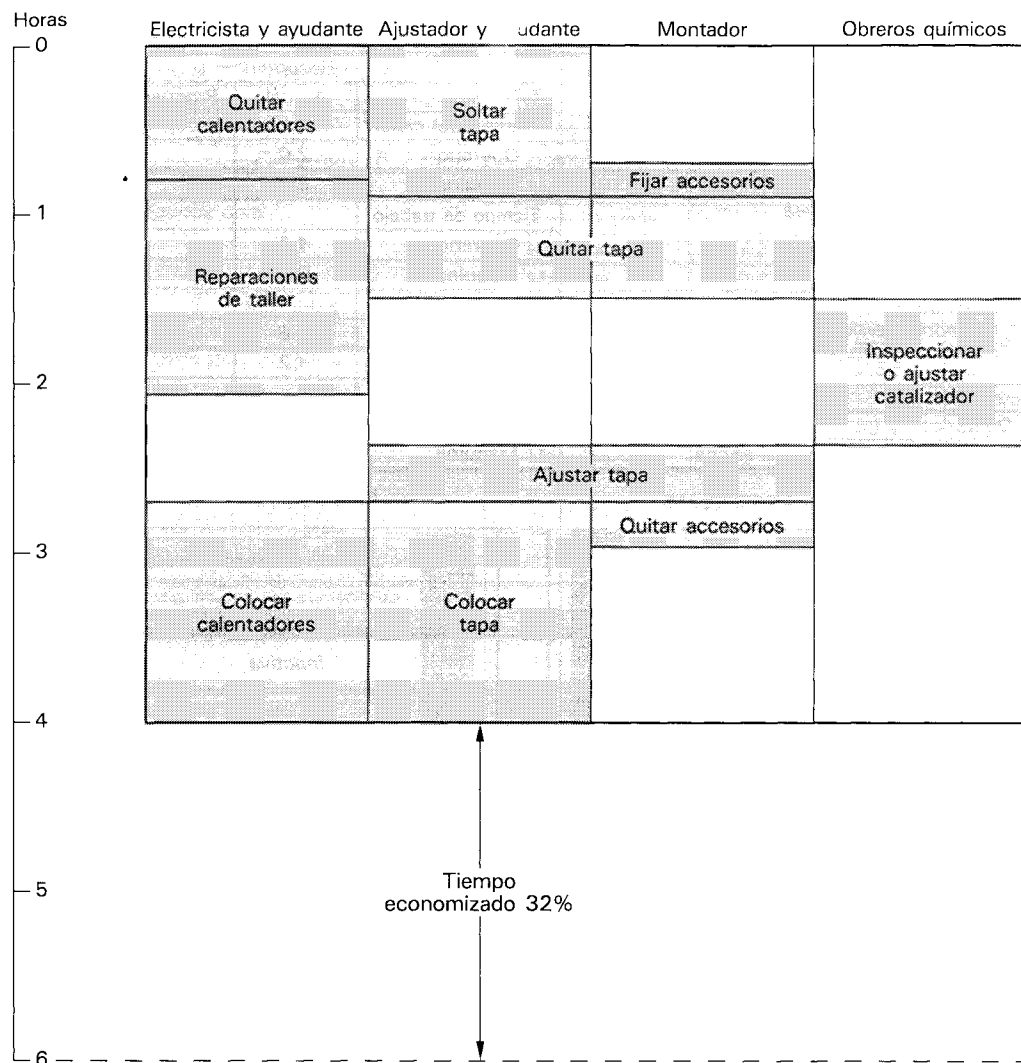 Horas
Electricista y ayudante
Ajustador y udante
Montador
Obreros químicos
0
Quitar
calentadores
Soltar
tapa
Fijar accesorios
1
Quitar tapa
Reparaciones
de taller
Inspeccionar
o ajustar
catalizador
2
Ajustar tapa
Quitar accesorios
3
Colocar
calentadores
Colocar
tapa
4
Tiempo
economizado 32%
5
6